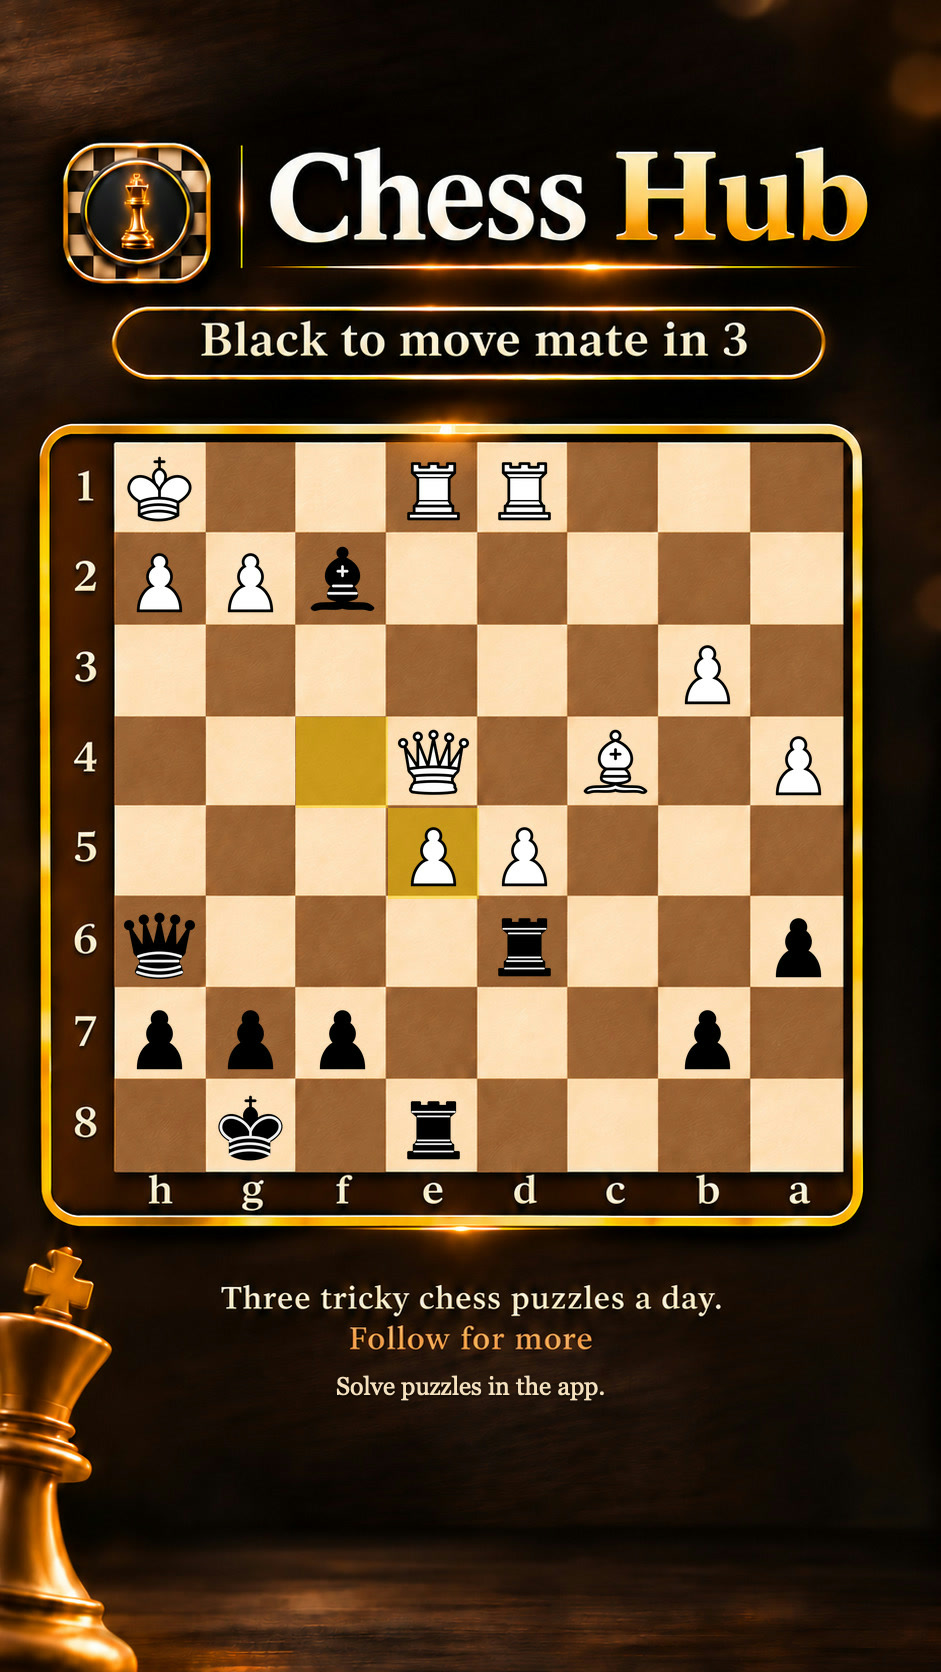 Chess Hub
Black to move mate in 3
1
2
3
4
5
6
7
8
h g f e d c b a
Three tricky chess puzzles a day.
Follow for more
Solve puzzles in the app.